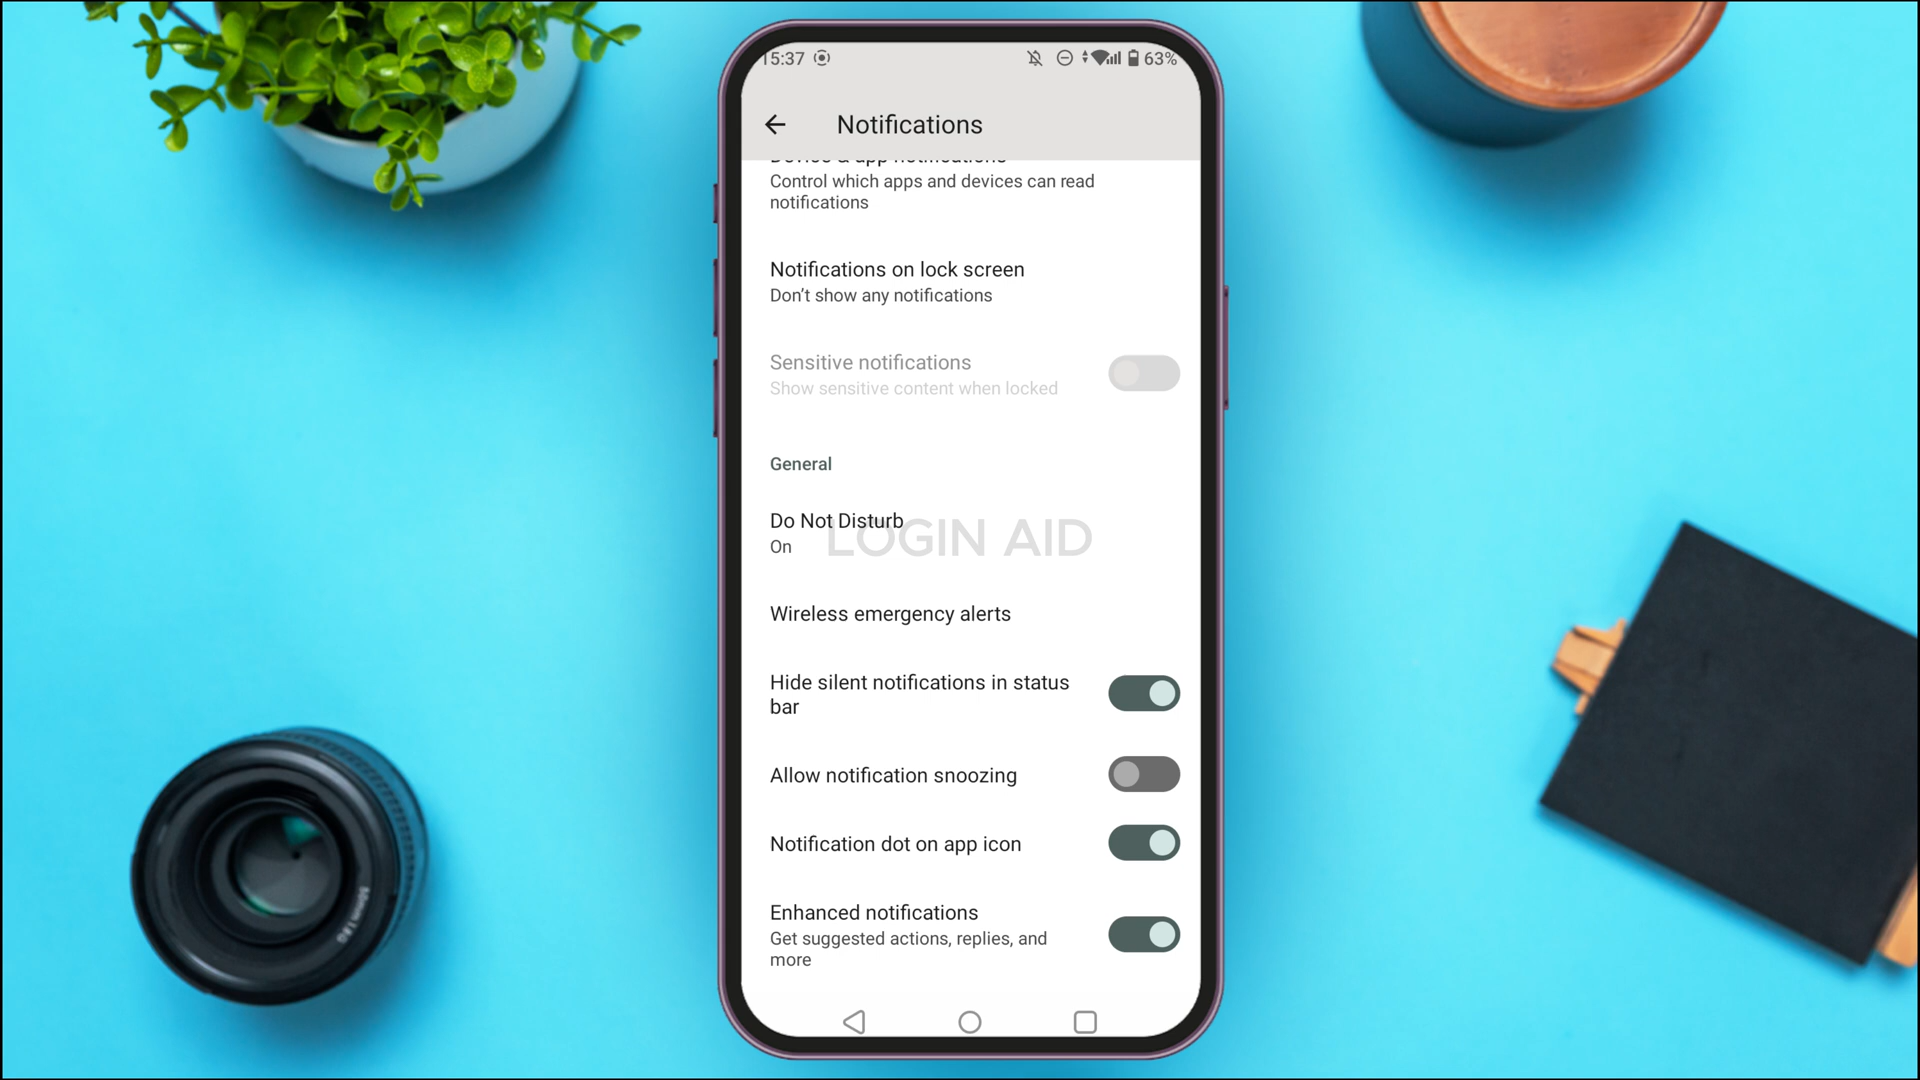 15:37
63%
Notifications
Device & app notifications
Control which apps and devices can read
notifications
Notifications on lock screen
Don’t show any notifications
Sensitive notifications
Show sensitive content when locked
General
Do Not Disturb
On
LOGIN AID
Wireless emergency alerts
Hide silent notifications in status
bar
Allow notification snoozing
Notification dot on app icon
Enhanced notifications
Get suggested actions, replies, and
more